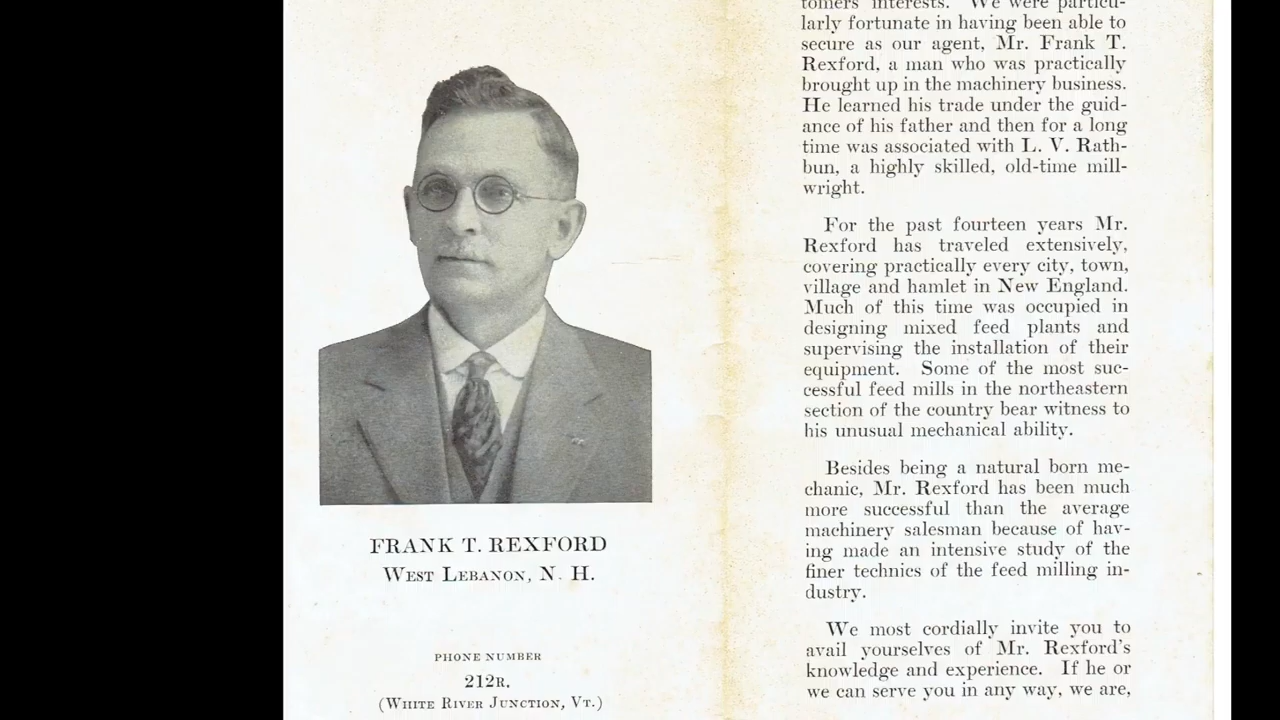 FRANK T. REXFORD
WEST LEBANON, N. H.
PHONE NUMBER
212R.
(WHITE RIVER JUNCTION, VT.)
tomers interests. We were particu-
larly fortunate in having been able to
secure as our agent, Mr. Frank T.
Rexford, a man who was practically
brought up in the machinery business.
He learned his trade under the guid-
ance of his father and then for a long
time was associated with L. V. Rath-
bun, a highly skilled, old-time mill-
wright.
For the past fourteen years Mr.
Rexford has traveled extensively,
covering practically every city, town,
village and hamlet in New England.
Much of this time was occupied in
designing mixed feed plants and
supervising the installation of their
equipment. Some of the most suc-
cessful feed mills in the northeastern
section of the country bear witness to
his unusual mechanical ability.
Besides being a natural born me-
chanic, Mr. Rexford has been much
more successful than the average
machinery salesman because of hav-
ing made an intensive study of the
finer technics of the feed milling in-
dustry.
We most cordially invite you to
avail yourselves of Mr. Rexford's
knowledge and experience. If he or
we can serve you in any way, we are,